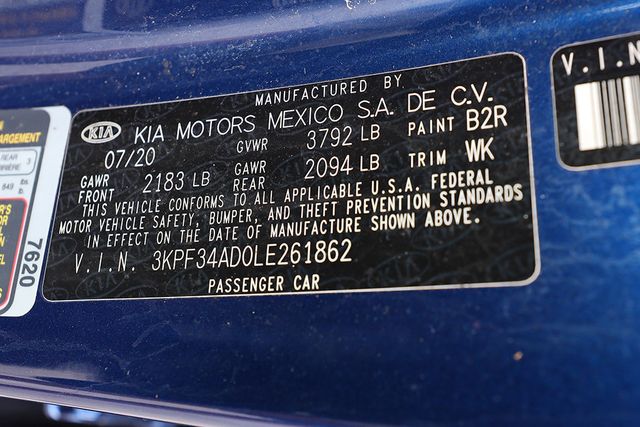 MANUFACTURED BY
KIA KIA MOTORS MEXICO S.A. DE C.V.
07/20 GVWR 3792 LB PAINT B2R
GAWR FRONT 2183 LB GAWR REAR 2094 LB TRIM WK
THIS VEHICLE CONFORMS TO ALL APPLICABLE U.S.A. FEDERAL
MOTOR VEHICLE SAFETY, BUMPER, AND THEFT PREVENTION STANDARDS
IN EFFECT ON THE DATE OF MANUFACTURE SHOWN ABOVE.
V.I.N. 3KPF34AD0LE261862
PASSENGER CAR
V.I.N
REAR
3
7620